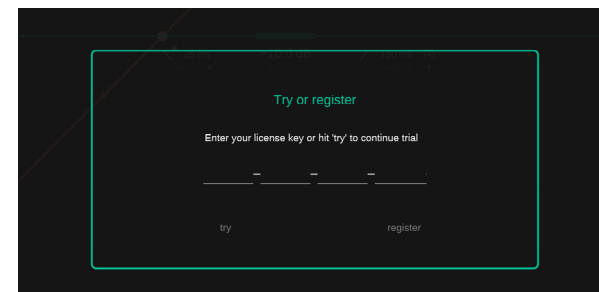 Try or register
Enter your license key or hit 'try' to continue trial
– – –
try register